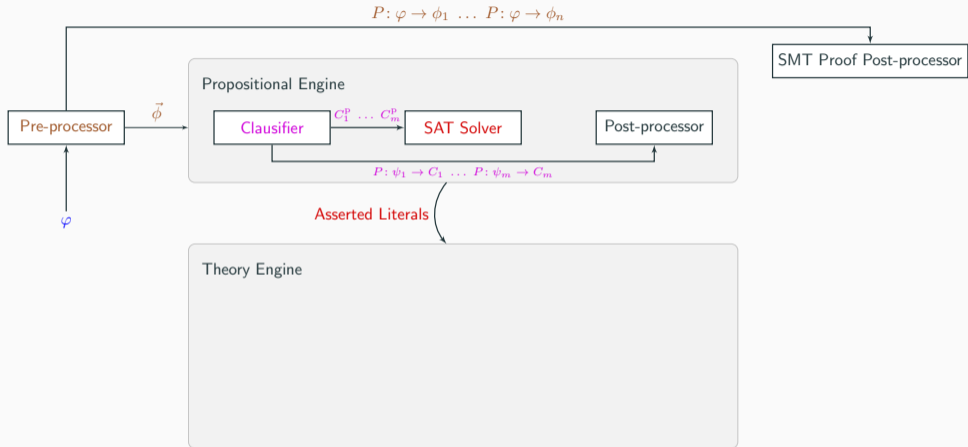 P: φ → ϕ₁ … P: φ → ϕₙ
SMT Proof Post-processor
Propositional Engine
Pre-processor
ϕ⃗
Clausifier
C₁ᵖ … Cₘᵖ
SAT Solver
Post-processor
P: ψ₁ → C₁ … P: ψₘ → Cₘ
φ
Asserted Literals
Theory Engine